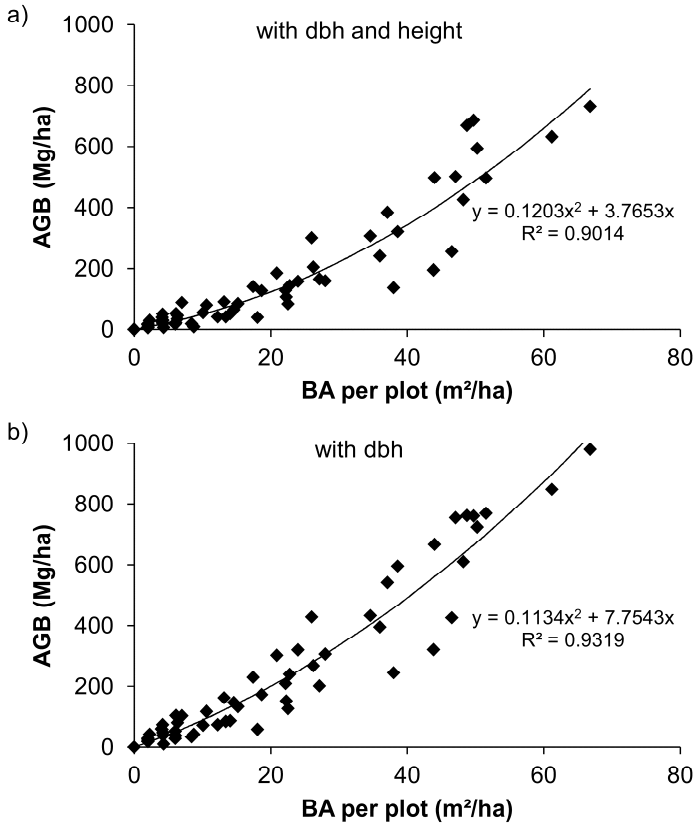 a)
with dbh and height
1000
800
600
400
200
0
AGB (Mg/ha)
y = 0.1203x² + 3.7653x
R² = 0.9014
0 20 40 60 80
BA per plot (m²/ha)
b)
with dbh
1000
800
600
400
200
0
AGB (Mg/ha)
y = 0.1134x² + 7.7543x
R² = 0.9319
0 20 40 60 80
BA per plot (m²/ha)